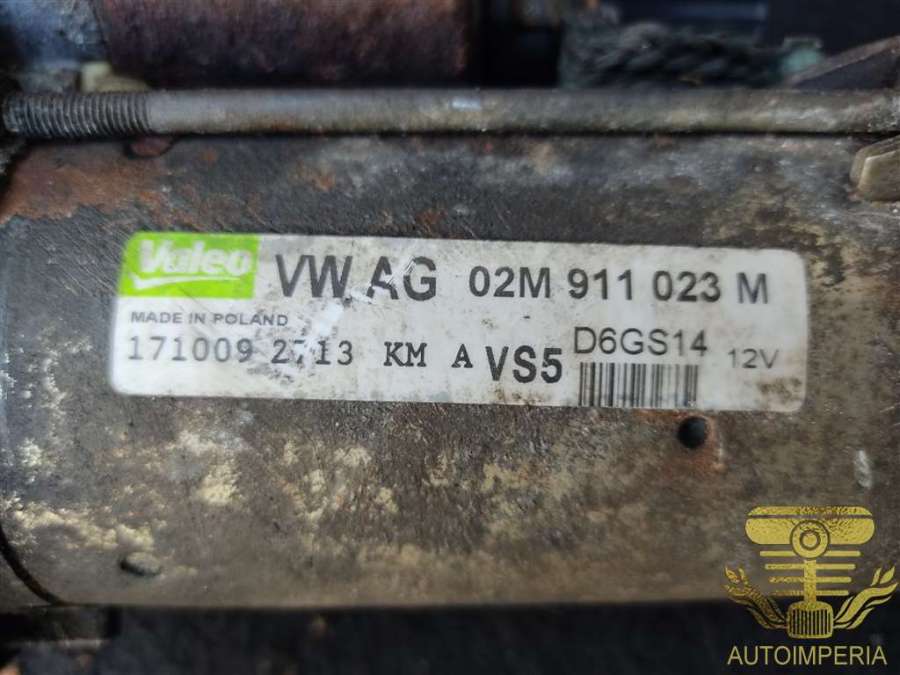 Valeo VW AG 02M 911 023 M
MADE IN POLAND
171009 2713 KM A VS5 D6GS14 12V
AUTOIMPERIA